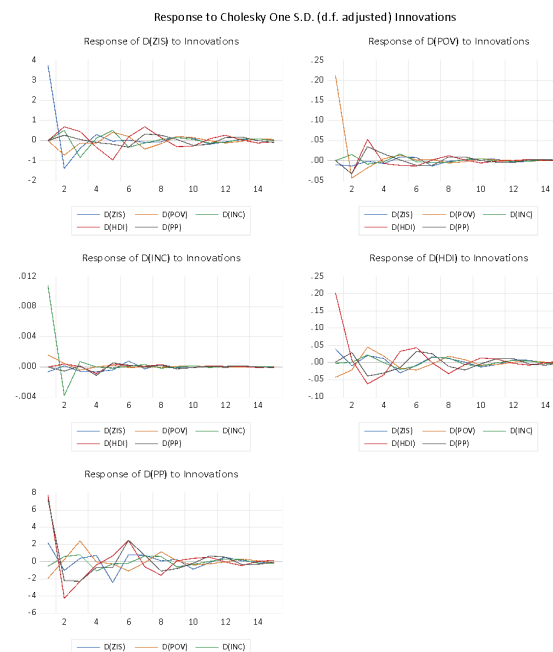 Response to Cholesky One S.D. (d.f. adjusted) Innovations
Response of D(ZIS) to Innovations
4
3
2
1
0
-1
-2
2 4 6 8 10 12 14
D(ZIS) D(POV) D(INC)
D(HDI) D(PP)
Response of D(POV) to Innovations
.25
.20
.15
.10
.05
.00
-.05
2 4 6 8 10 12 14
D(ZIS) D(POV) D(INC)
D(HDI) D(PP)
Response of D(INC) to Innovations
.012
.008
.004
.000
-.004
2 4 6 8 10 12 14
D(ZIS) D(POV) D(INC)
D(HDI) D(PP)
Response of D(HDI) to Innovations
.25
.20
.15
.10
.05
.00
-.05
-.10
2 4 6 8 10 12 14
D(ZIS) D(POV) D(INC)
D(HDI) D(PP)
Response of D(PP) to Innovations
8
6
4
2
0
-2
-4
-6
2 4 6 8 10 12 14
D(ZIS) D(POV) D(INC)